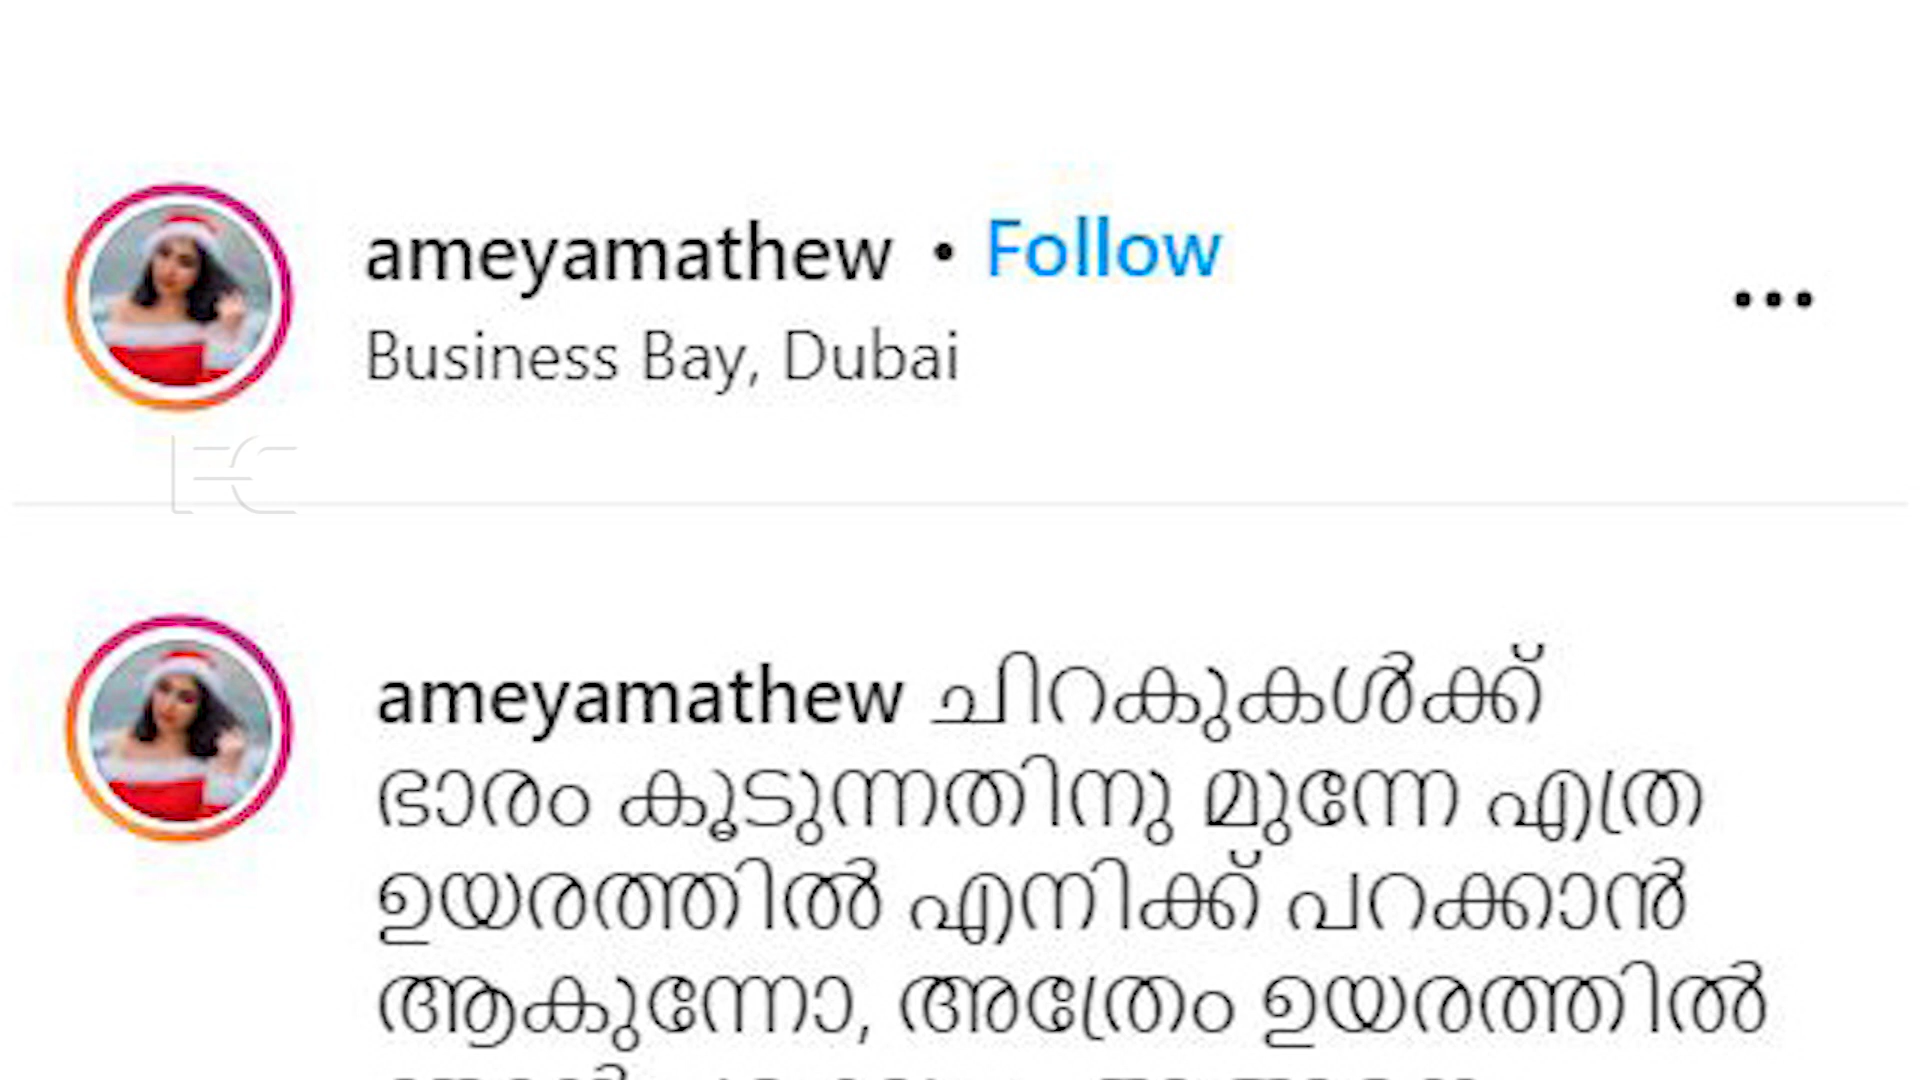 ameyamathew • Follow
Business Bay, Dubai
ameyamathew ചിറകുകൾക്ക്
ഭാരം കൂടുന്നതിനു മുന്നേ എത്ര
ഉയരത്തിൽ എനിക്ക് പറക്കാൻ
ആകുന്നോ, അത്രേം ഉയരത്തിൽ